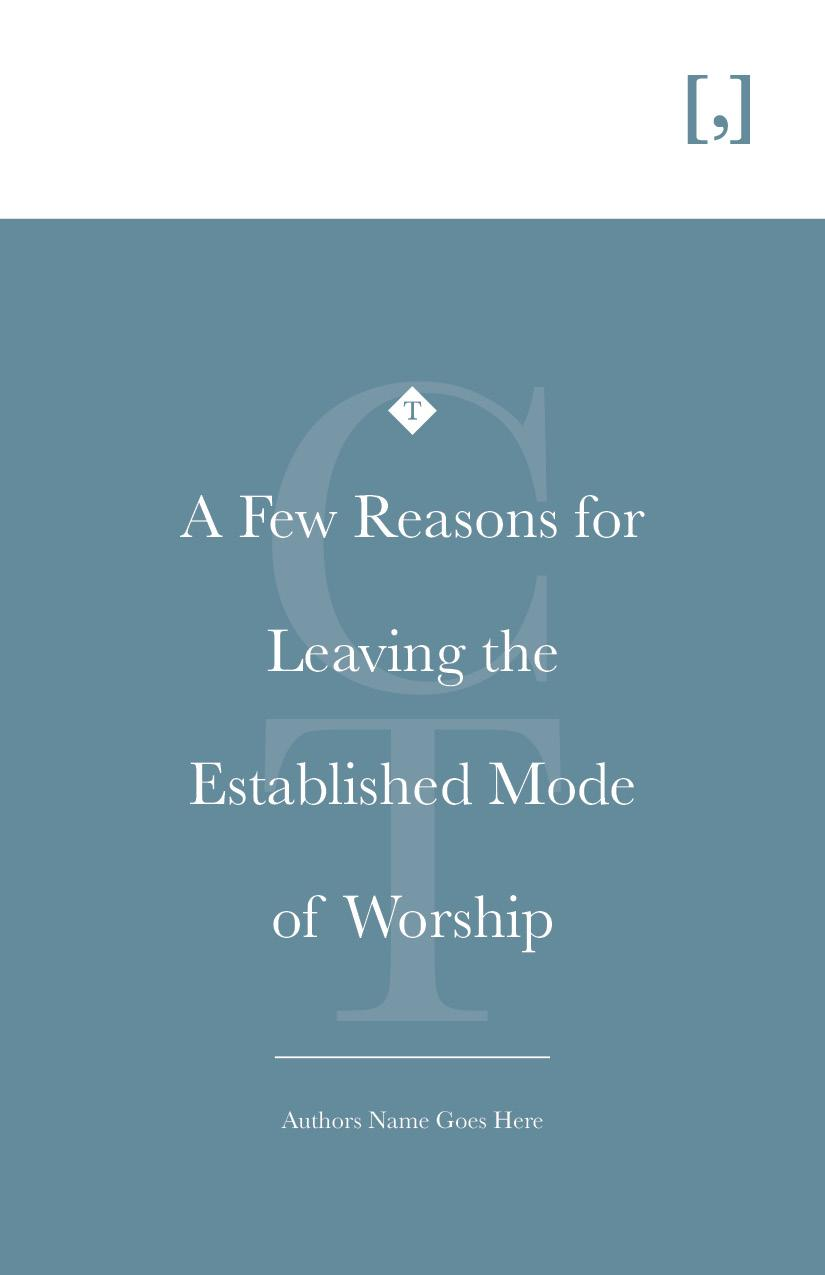 [,]
C
T
T
A Few Reasons for
Leaving the
Established Mode
of Worship
Authors Name Goes Here